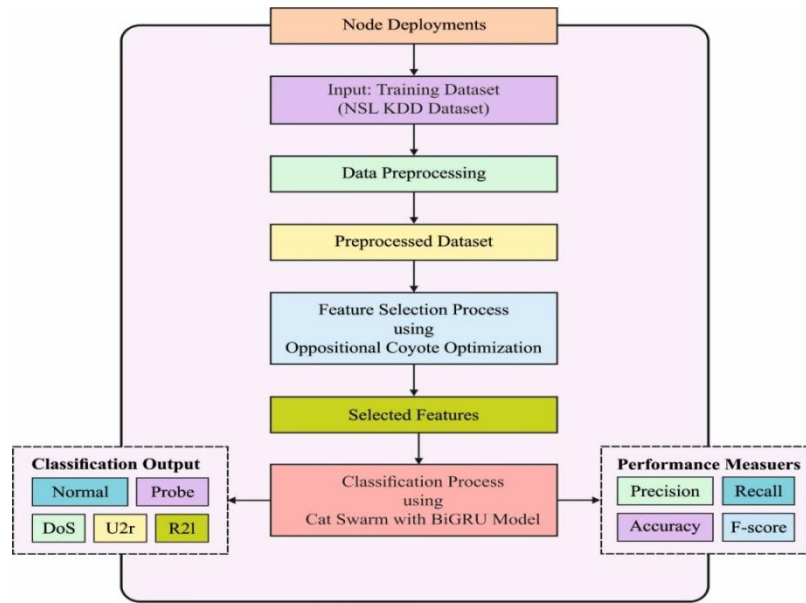 Node Deployments
Input: Training Dataset
(NSL KDD Dataset)
Data Preprocessing
Preprocessed Dataset
Feature Selection Process
using
Oppositional Coyote Optimization
Selected Features
Classification Process
using
Cat Swarm with BiGRU Model
Classification Output
Normal
Probe
DoS
U2r
R2l
Performance Measuers
Precision
Recall
Accuracy
F-score